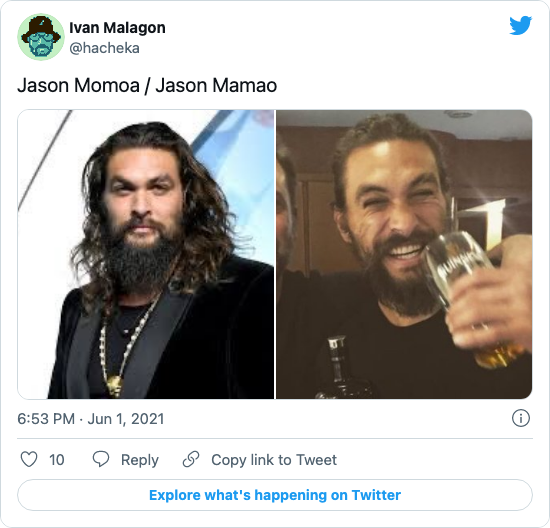 Ivan Malagon
@hacheka
Jason Momoa / Jason Mamao
GUINNESS
6:53 PM · Jun 1, 2021
10
Reply
Copy link to Tweet
Explore what's happening on Twitter